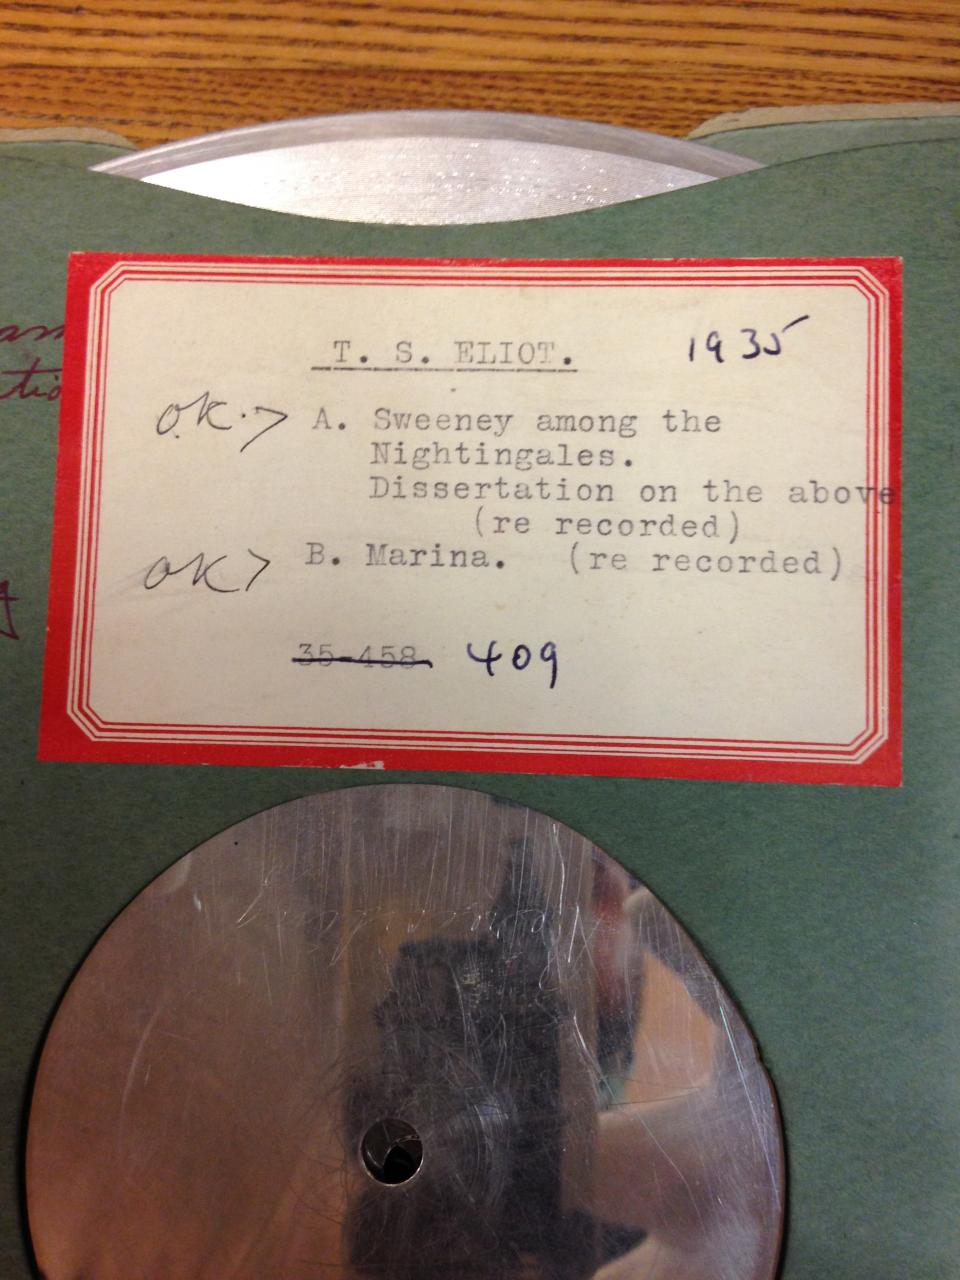 T. S. ELIOT. 1935
OK.> A. Sweeney among the
Nightingales.
Dissertation on the above
(re recorded)
OK> B. Marina. (re recorded)
35-458 409